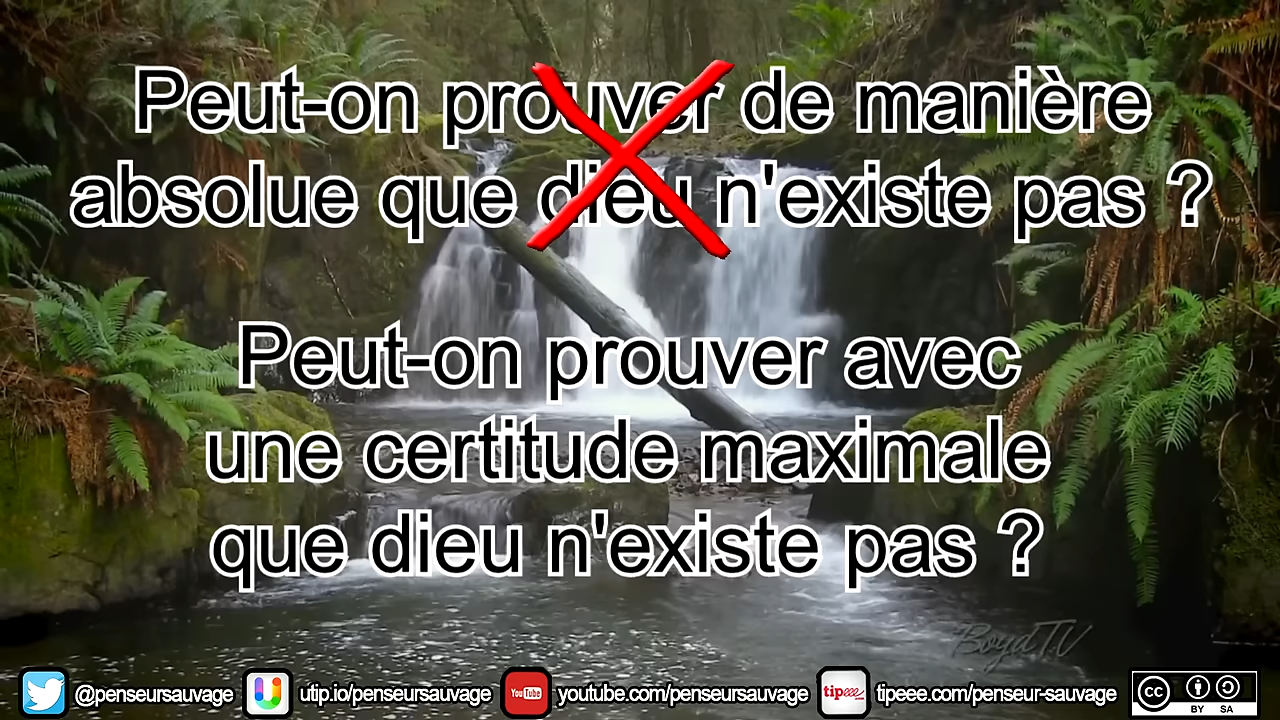 Peut-on prouver de manière
absolue que dieu n'existe pas ?
Peut-on prouver avec
une certitude maximale
que dieu n'existe pas ?
BoydTV
@penseursauvage utip.io/penseursauvage YouTube youtube.com/penseursauvage tipeee tipeee.com/penseur-sauvage cc
BY SA